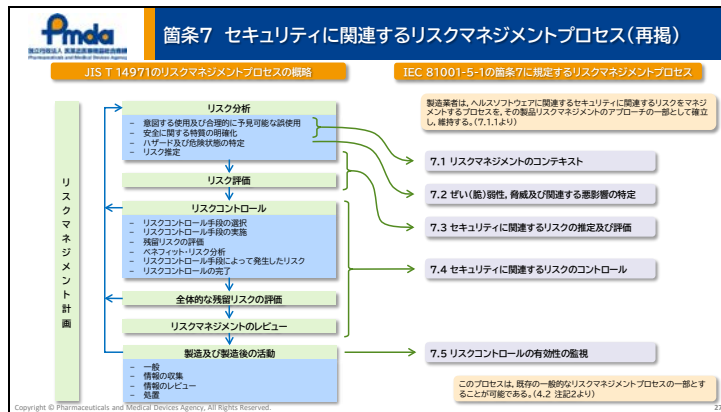 Pmda
独立行政法人 医薬品医療機器総合機構
Pharmaceuticals and Medical Devices Agency
箇条7 セキュリティに関連するリスクマネジメントプロセス(再掲)
JIS T 14971のリスクマネジメントプロセスの概略
IEC 81001-5-1の箇条7に規定するリスクマネジメントプロセス
リスクマネジメント計画
リスク分析
– 意図する使用及び合理的に予見可能な誤使用
– 安全に関する特質の明確化
– ハザード及び危険状態の特定
– リスク推定
リスク評価
リスクコントロール
– リスクコントロール手段の選択
– リスクコントロール手段の実施
– 残留リスクの評価
– ベネフィット・リスク分析
– リスクコントロール手段によって発生したリスク
– リスクコントロールの完了
全体的な残留リスクの評価
リスクマネジメントのレビュー
製造及び製造後の活動
– 一般
– 情報の収集
– 情報のレビュー
– 処置
製造業者は、ヘルスソフトウェアに関連するセキュリティに関連するリスクをマネジ
メントするプロセスを、その製品リスクマネジメントのアプローチの一部として確立
し、維持する。(7.1.1より)
7.1 リスクマネジメントのコンテキスト
7.2 ぜい(脆)弱性，脅威及び関連する悪影響の特定
7.3 セキュリティに関連するリスクの推定及び評価
7.4 セキュリティに関連するリスクのコントロール
7.5 リスクコントロールの有効性の監視
このプロセスは、既存の一般的なリスクマネジメントプロセスの一部とす
ることが可能である。(4.2 注記2より)
Copyright © Pharmaceuticals and Medical Devices Agency, All Rights Reserved.